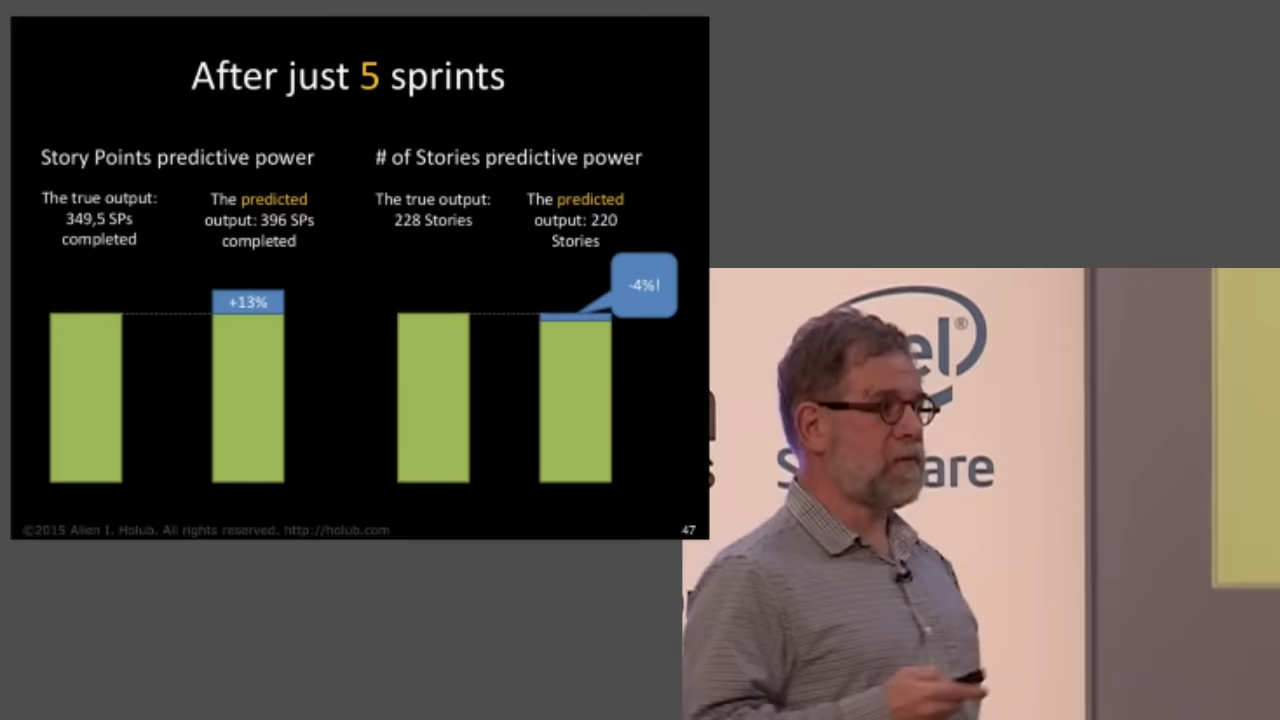 After just 5 sprints
Story Points predictive power
# of Stories predictive power
The true output:
349,5 SPs
completed
The predicted
output: 396 SPs
completed
The true output:
228 Stories
The predicted
output: 220
Stories
+13%
-4%!
©2015 Allen I. Holub. All rights reserved. http://holub.com
47
el®
S are